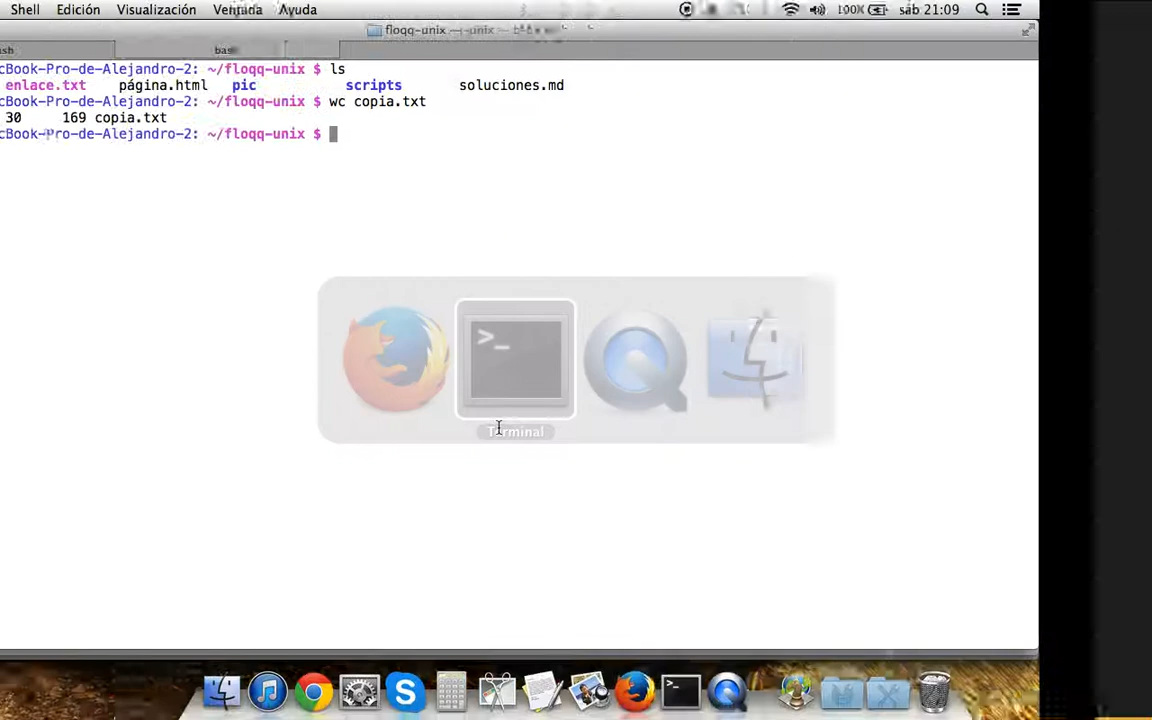 Shell Edición Visualización Ventana Ayuda 100% sáb 21:09
floqq-unix
bash
cBook-Pro-de-Alejandro-2: ~/floqq-unix $ ls
enlace.txt página.html pic scripts soluciones.md
cBook-Pro-de-Alejandro-2: ~/floqq-unix $ wc copia.txt
30 169 copia.txt
cBook-Pro-de-Alejandro-2: ~/floqq-unix $
>_
Terminal